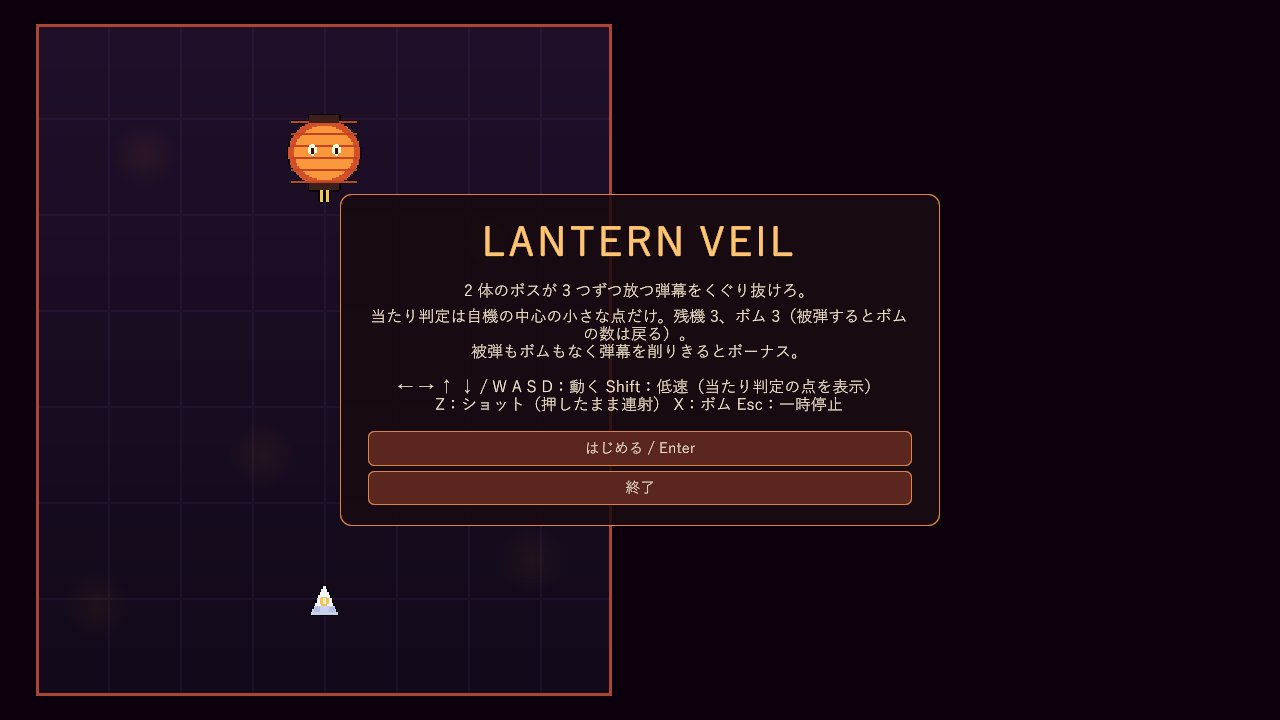 LANTERN VEIL
2 体のボスが 3 つずつ放つ弾幕をくぐり抜けろ。
当たり判定は自機の中心の小さな点だけ。残機 3、ボム 3（被弾するとボム
の数は戻る）。
被弾もボムもなく弾幕を削りきるとボーナス。
← → ↑ ↓ / W A S D：動く Shift：低速（当たり判定の点を表示）
Z：ショット（押したまま連射） X：ボム Esc：一時停止
はじめる / Enter
終了